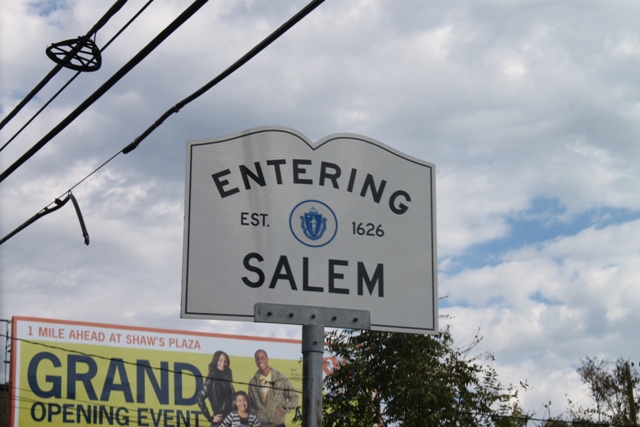 ENTERING
EST. 1626
SALEM
1 MILE AHEAD AT SHAW'S PLAZA
GRAND
OPENING EVENT